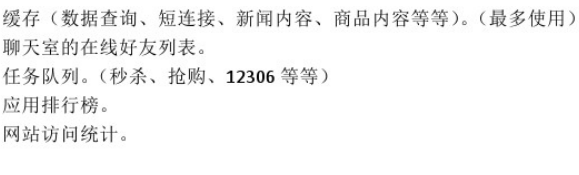 缓存（数据查询、短连接、新闻内容、商品内容等等）。（最多使用）
聊天室的在线好友列表。
任务队列。（秒杀、抢购、12306 等等）
应用排行榜。
网站访问统计。